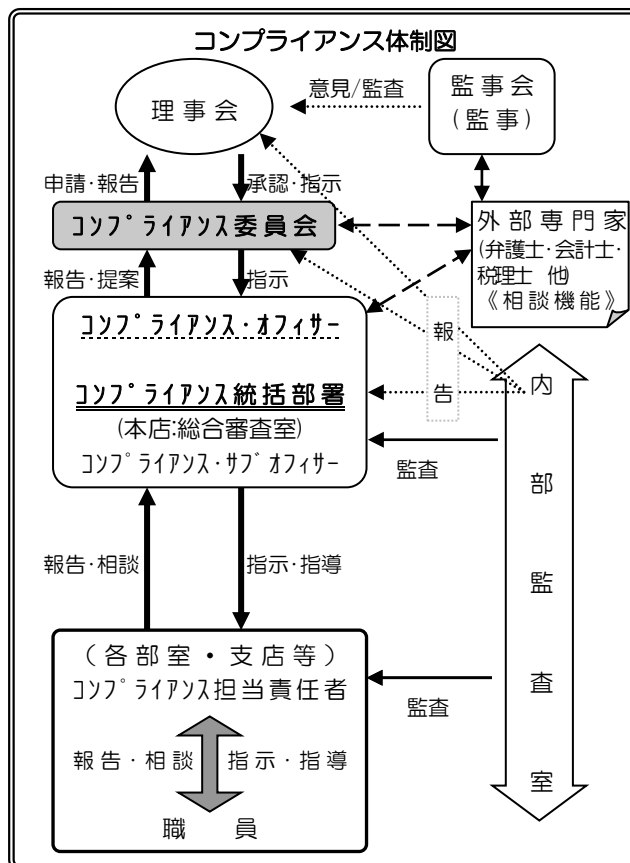 コンプライアンス体制図
理事会
意見/監査
監事会
(監事)
申請･報告
承認･指示
ｺﾝﾌﾟﾗｲｱﾝｽ委員会
外部専門家
(弁護士･会計士･
税理士 他)
《相談機能》
報告･提案
指示
ｺﾝﾌﾟﾗｲｱﾝｽ･ｵﾌｨｻｰ
ｺﾝﾌﾟﾗｲｱﾝｽ統括部署
(本店:総合審査室)
ｺﾝﾌﾟﾗｲｱﾝｽ･ｻﾌﾞｵﾌｨｻｰ
報告
監査
内部監査室
報告･相談
指示･指導
(各部室・支店等)
ｺﾝﾌﾟﾗｲｱﾝｽ担当責任者
監査
報告･相談
指示･指導
職 員